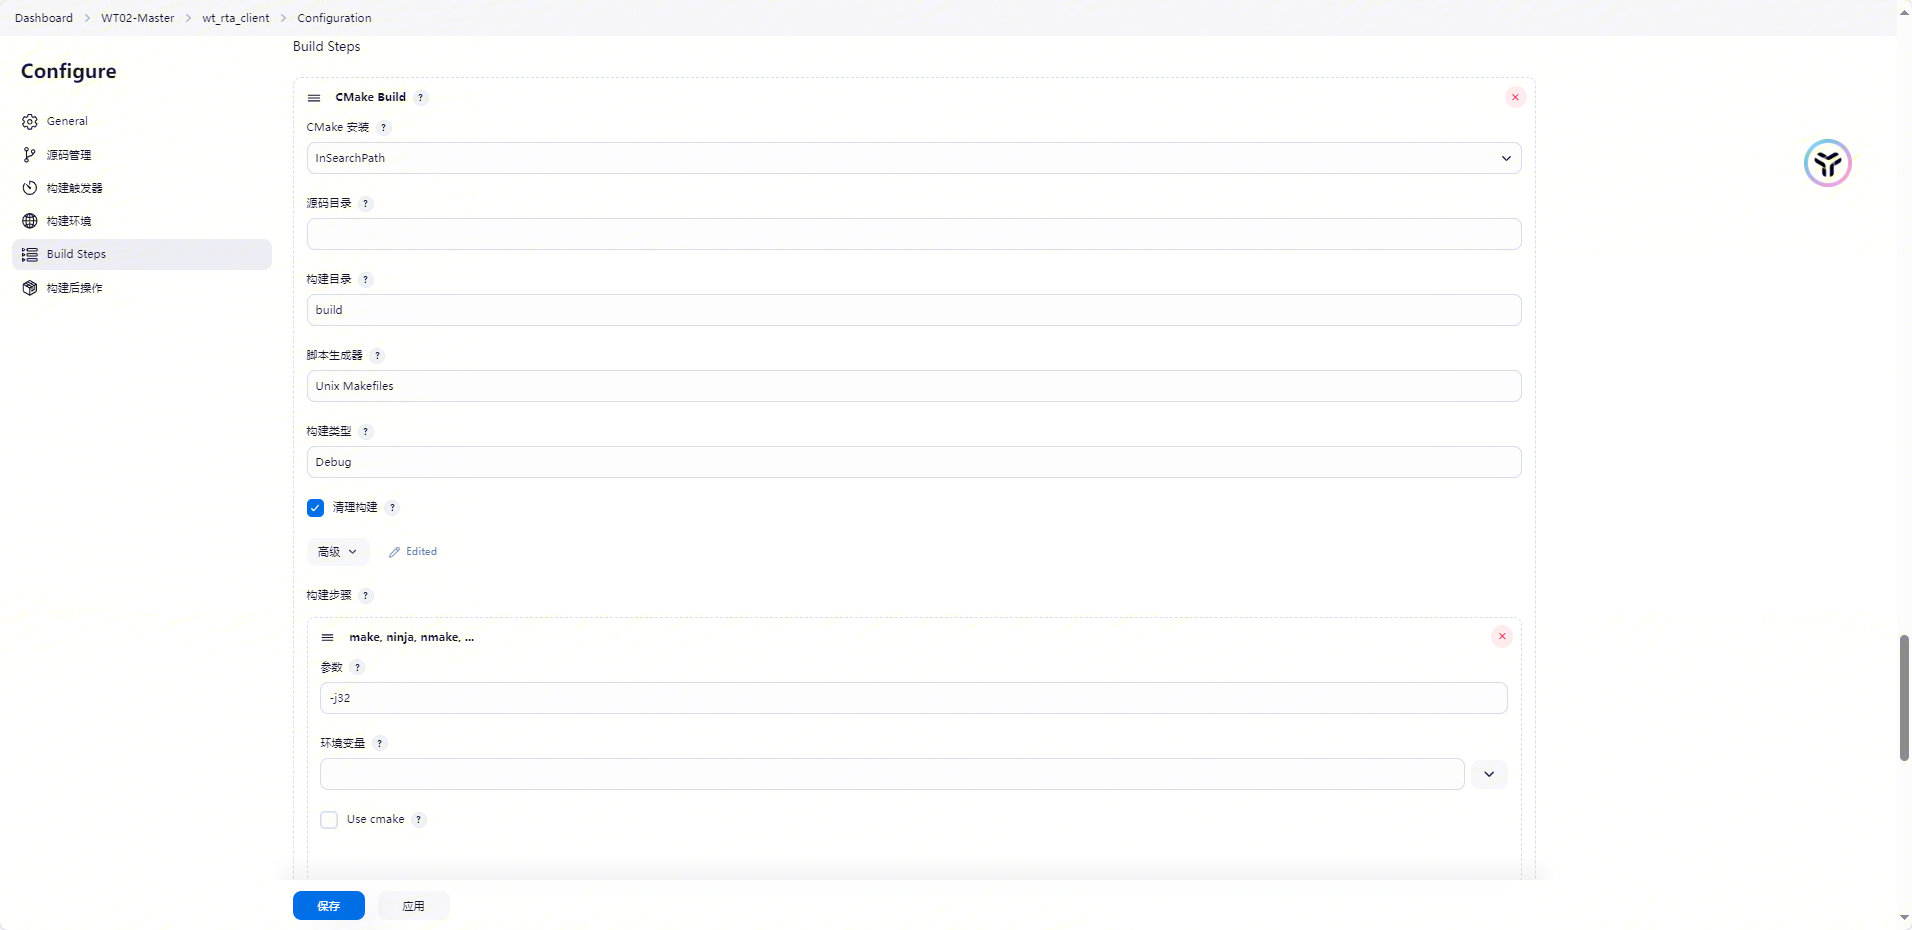 Dashboard > WT02-Master > wt_rta_client > Configuration
Configure
General
源码管理
构建触发器
构建环境
Build Steps
构建后操作
Build Steps
CMake Build ?
CMake 安装 ?
InSearchPath
源码目录 ?
构建目录 ?
build
脚本生成器 ?
Unix Makefiles
构建类型 ?
Debug
清理构建 ?
高级
Edited
构建步骤 ?
make, ninja, nmake, ...
参数 ?
-j32
环境变量 ?
Use cmake ?
保存
应用